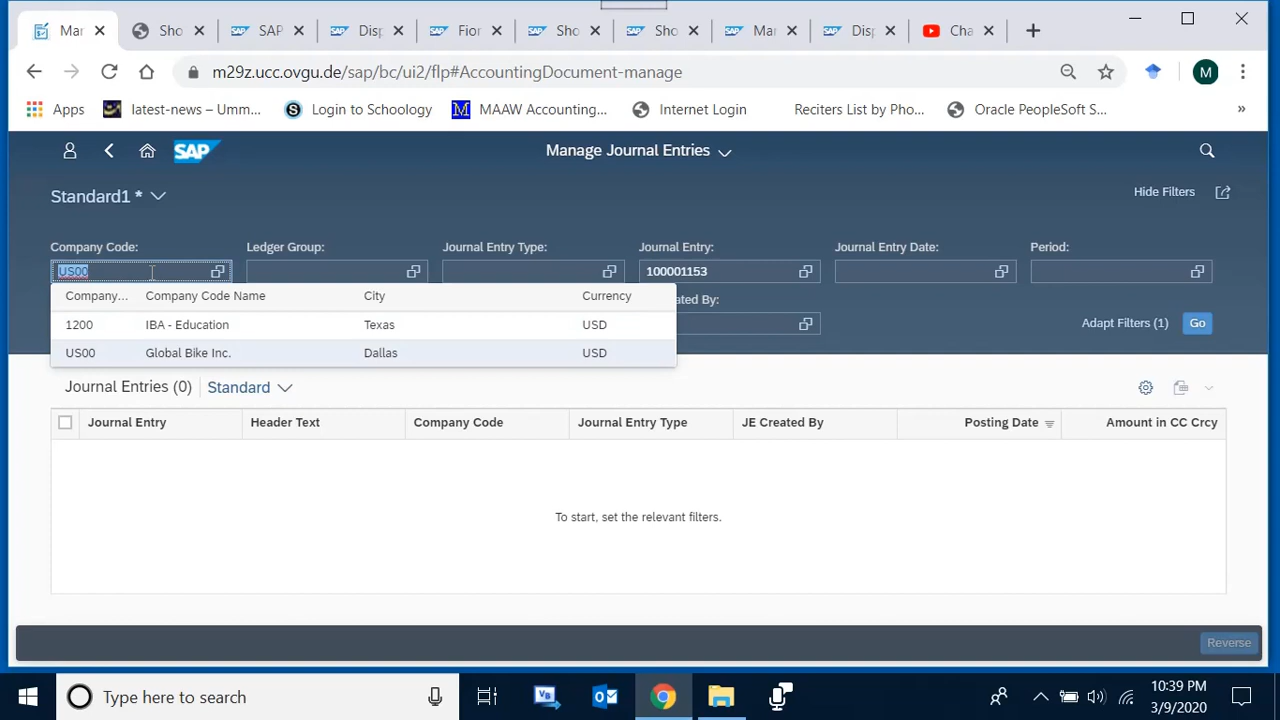 Mar
Sho
SAP
Disp
Fior
Sho
Sho
Mar
Disp
Cha
m29z.ucc.ovgu.de/sap/bc/ui2/flp#AccountingDocument-manage
M
Apps
latest-news – Umm...
S
Login to Schoology
M
MAAW Accounting...
Internet Login
Reciters List by Pho...
Oracle PeopleSoft S...
»
SAP
Manage Journal Entries
Standard1 *
Hide Filters
Company Code:
Ledger Group:
Journal Entry Type:
Journal Entry:
Journal Entry Date:
Period:
US00
100001153
Company...
Company Code Name
City
Currency
ated By:
1200
IBA - Education
Texas
USD
Adapt Filters (1)
Go
US00
Global Bike Inc.
Dallas
USD
Journal Entries (0)
Standard
Journal Entry
Header Text
Company Code
Journal Entry Type
JE Created By
Posting Date
Amount in CC Crcy
To start, set the relevant filters.
Reverse
Type here to search
10:39 PM
3/9/2020